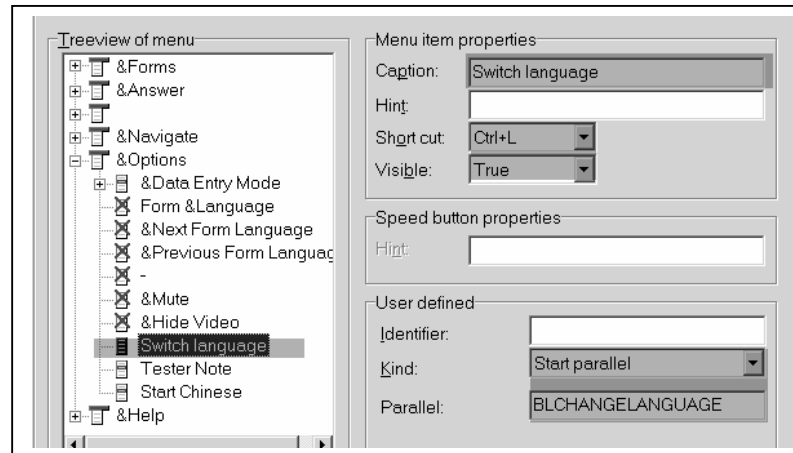 Treeview of menu
&Forms
&Answer
&Navigate
&Options
&Data Entry Mode
Form &Language
&Next Form Language
&Previous Form Languag
-
&Mute
&Hide Video
Switch language
Tester Note
Start Chinese
&Help
Menu item properties
Caption: Switch language
Hint:
Short cut: Ctrl+L
Visible: True
Speed button properties
Hint:
User defined
Identifier:
Kind: Start parallel
Parallel: BLCHANGELANGUAGE